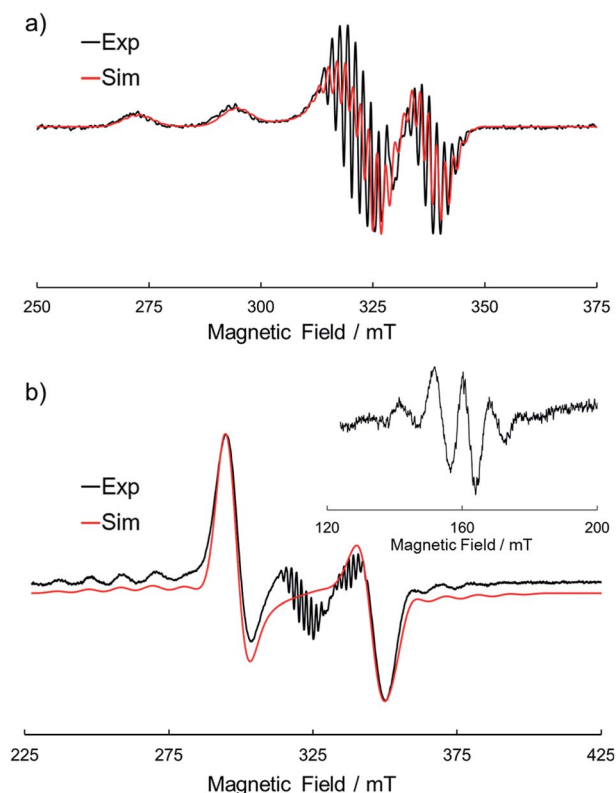 a)
Exp
Sim
250 275 300 325 350 375
Magnetic Field / mT
b)
Exp
Sim
120 160 200
Magnetic Field / mT
225 275 325 375 425
Magnetic Field / mT